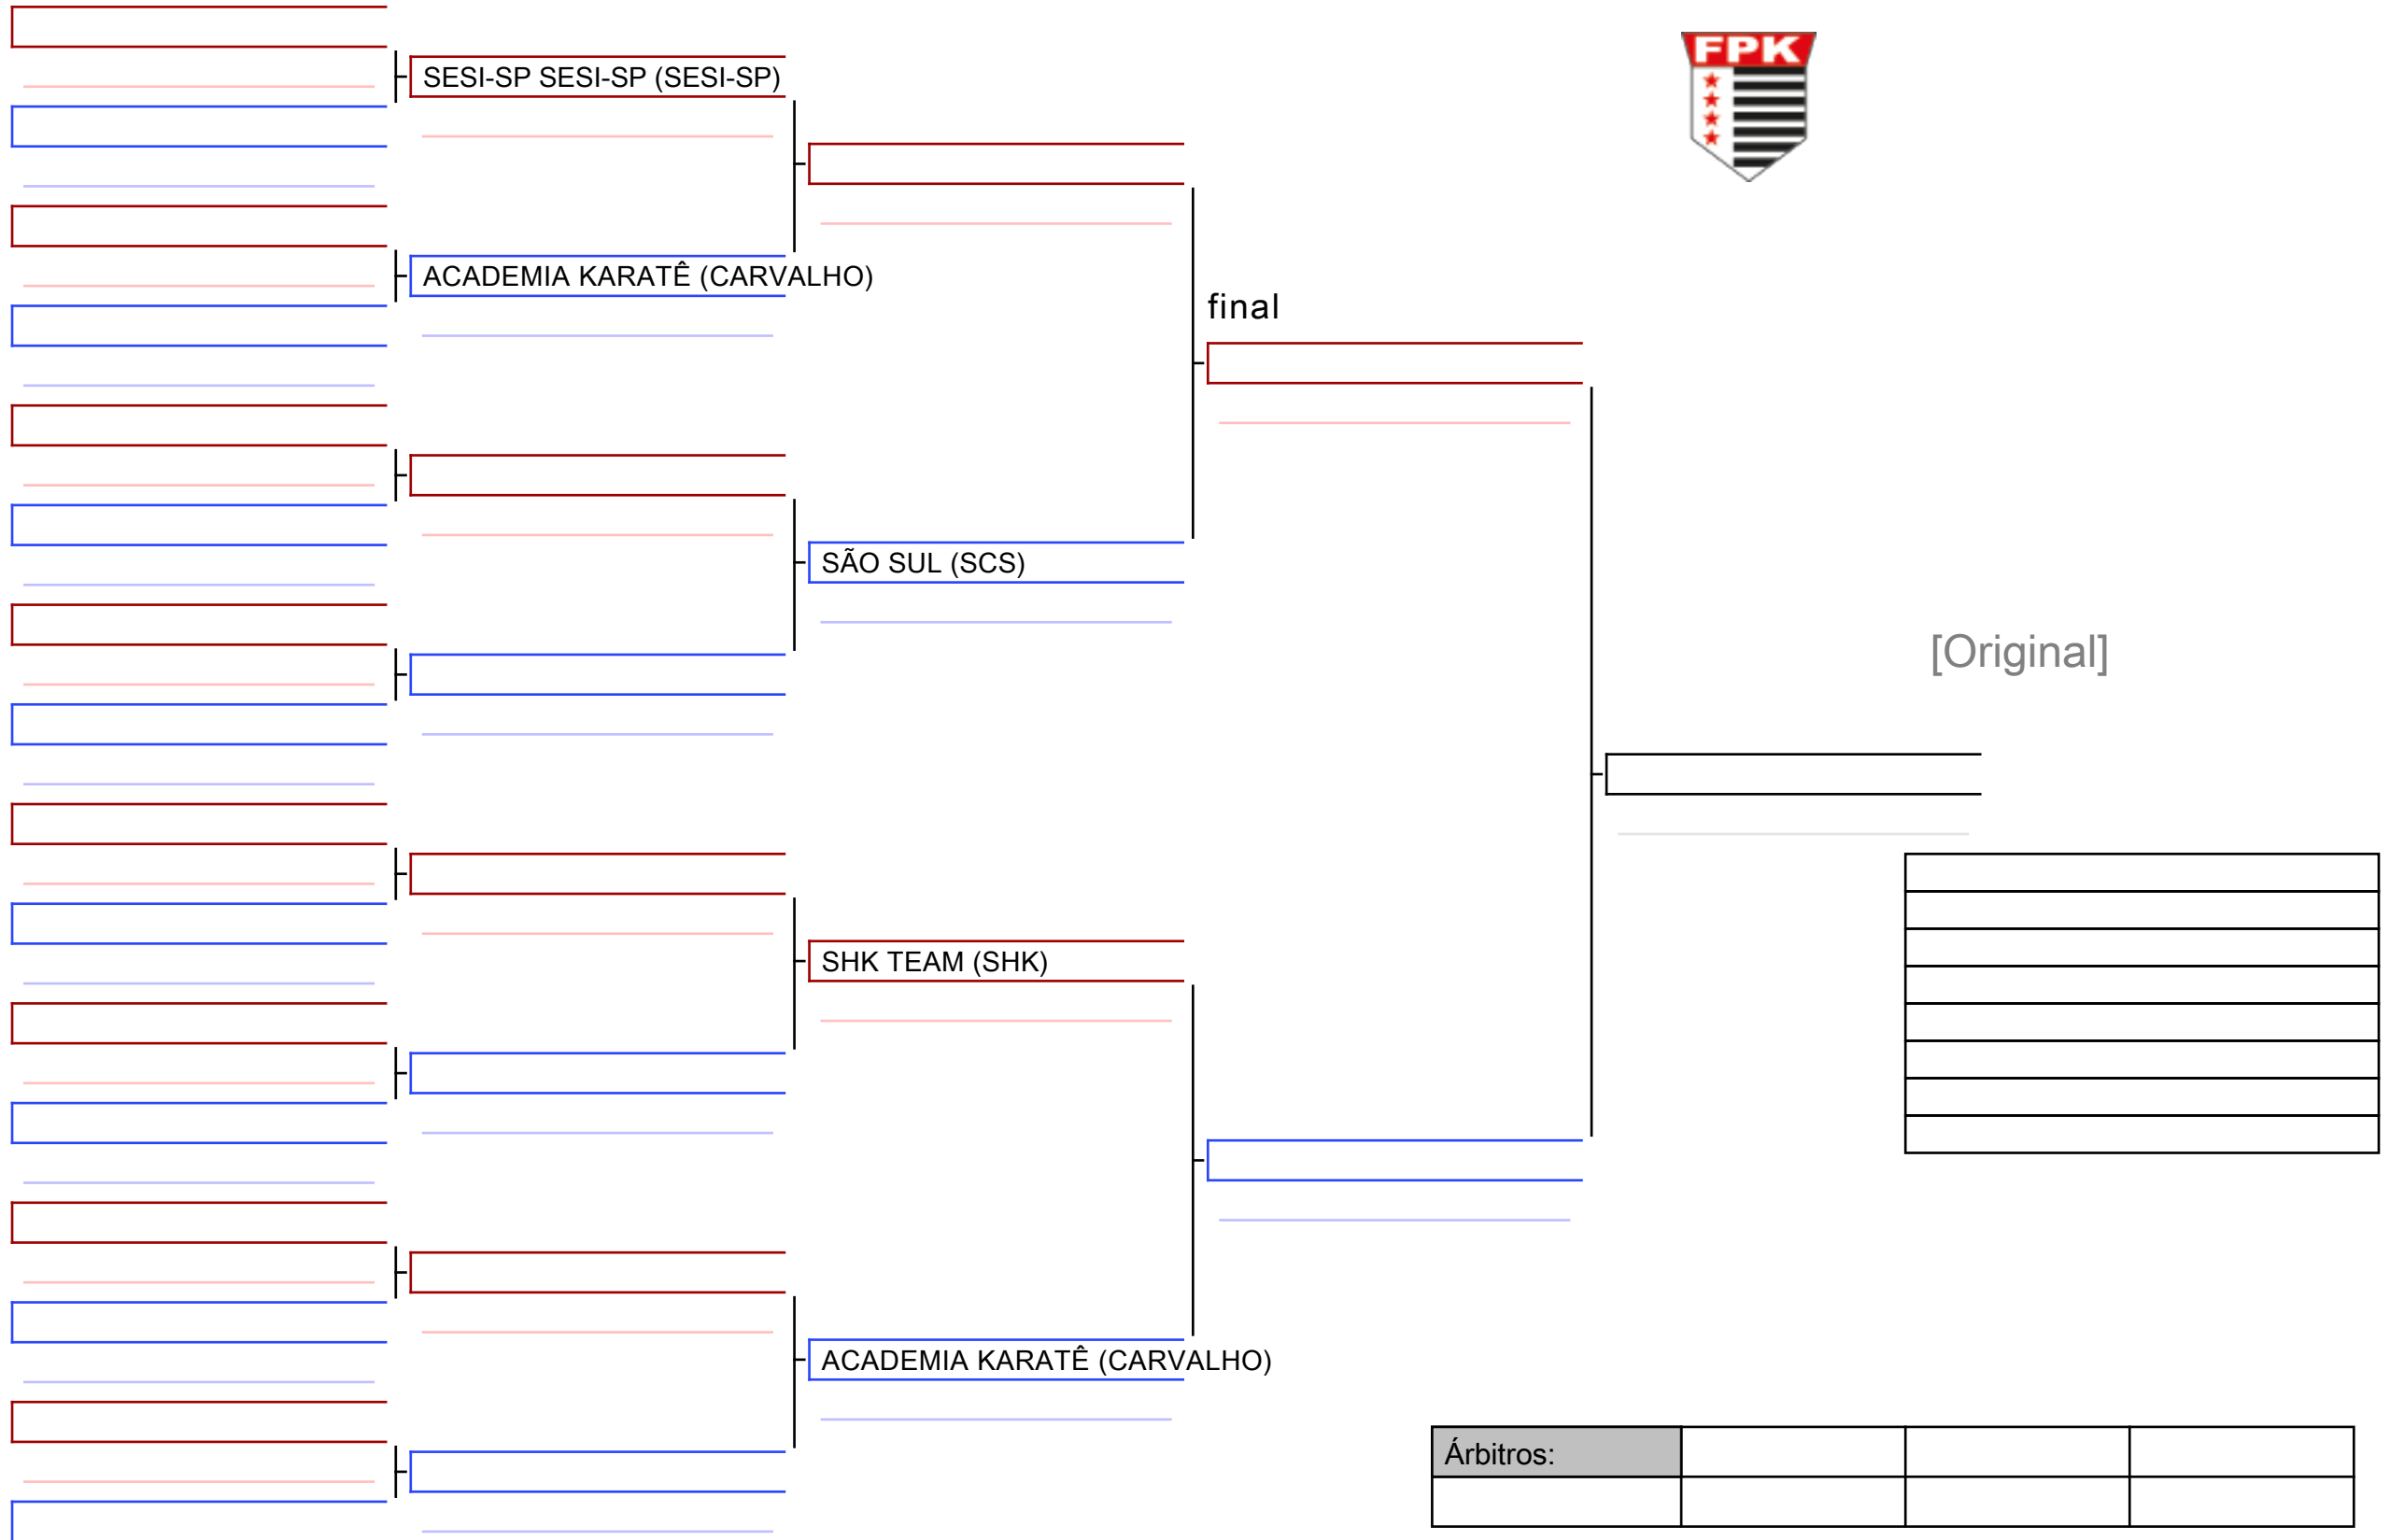 FPK
SESI-SP SESI-SP (SESI-SP)
ACADEMIA KARATÊ (CARVALHO)
final
SÃO SUL (SCS)
[Original]
SHK TEAM (SHK)
ACADEMIA KARATÊ (CARVALHO)
Árbitros: